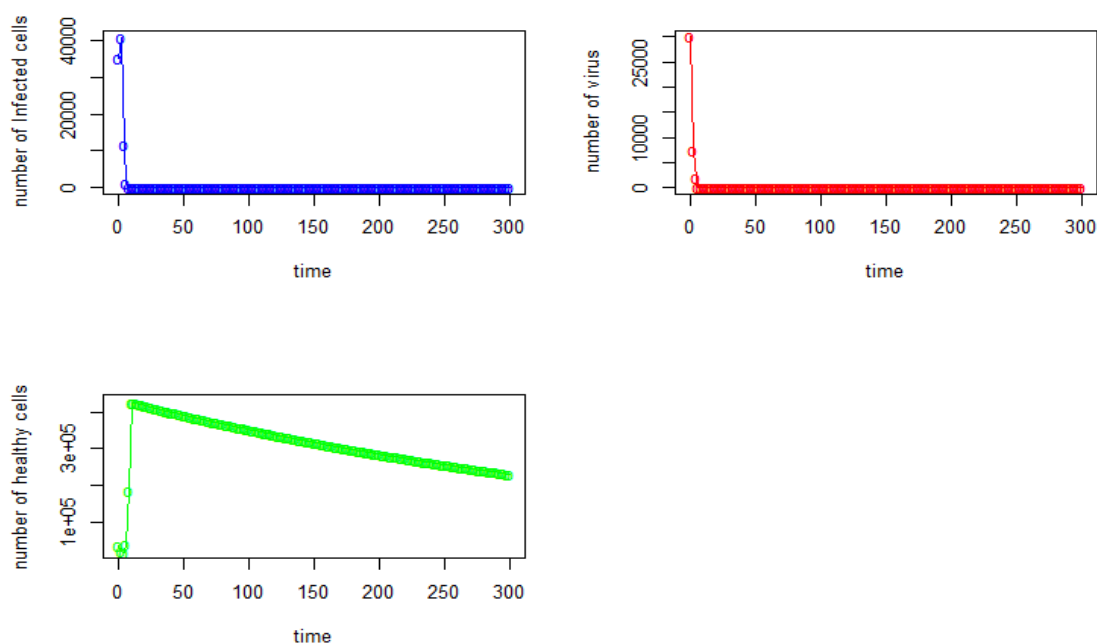 number of Infected cells
40000
20000
0
0 50 100 150 200 250 300
time
number of virus
25000
10000
0
0 50 100 150 200 250 300
time
number of healthy cells
3e+05
1e+05
0 50 100 150 200 250 300
time